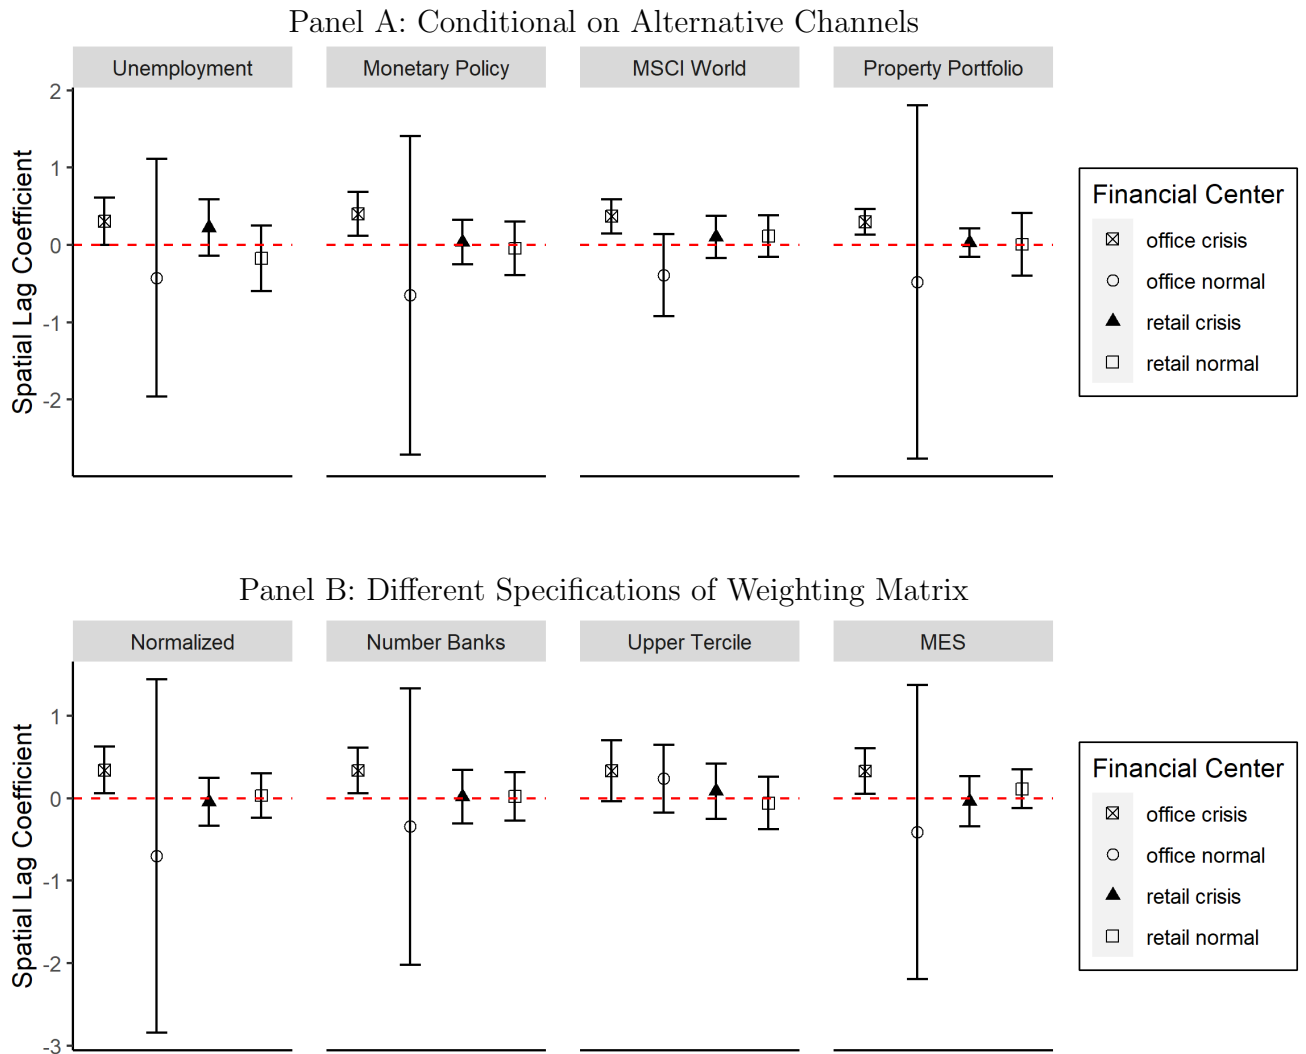 Panel A: Conditional on Alternative Channels
Unemployment
Monetary Policy
MSCI World
Property Portfolio
Spatial Lag Coefficient
2
1
0
-1
-2
Financial Center
office crisis
office normal
retail crisis
retail normal
Panel B: Different Specifications of Weighting Matrix
Normalized
Number Banks
Upper Tercile
MES
Spatial Lag Coefficient
1
0
-1
-2
-3
Financial Center
office crisis
office normal
retail crisis
retail normal